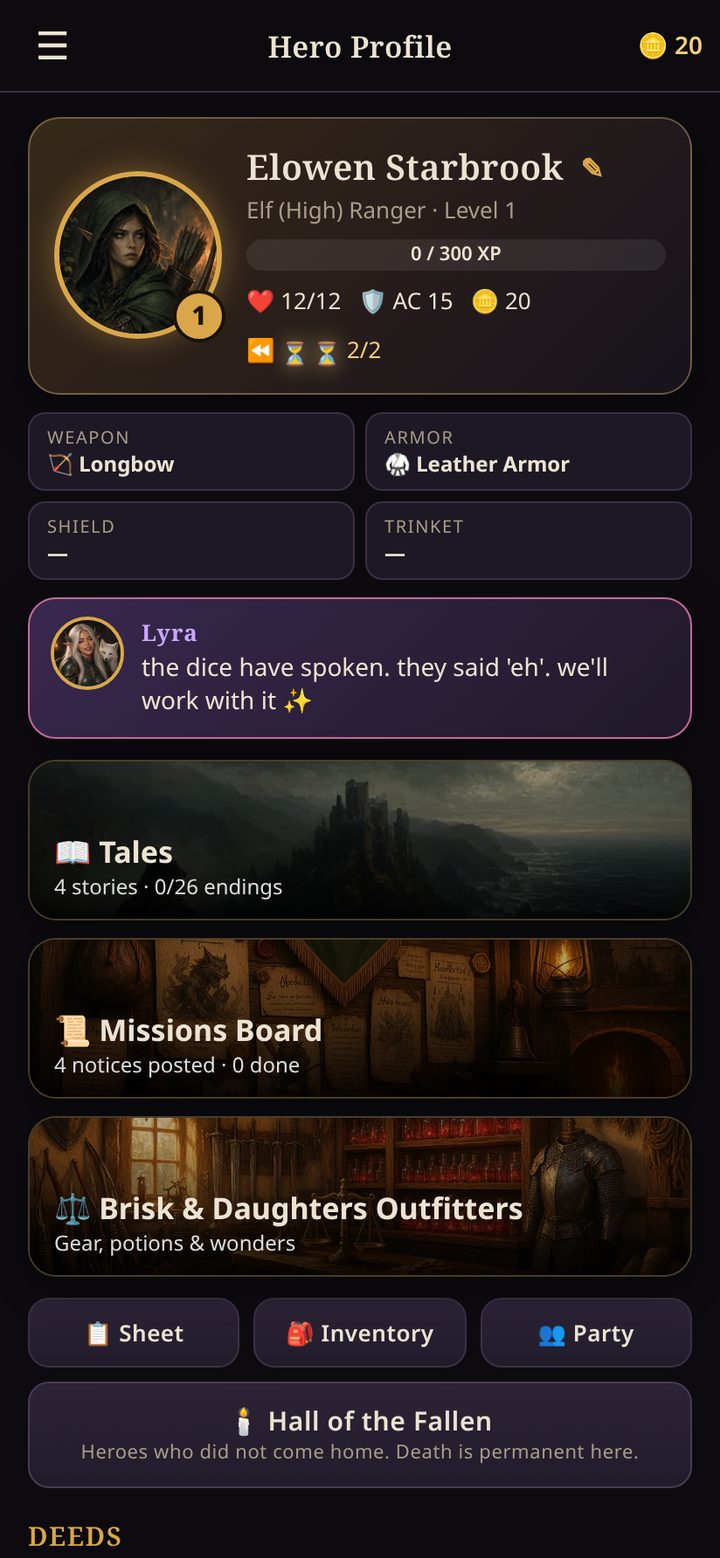 Hero Profile
20
Elowen Starbrook
Elf (High) Ranger · Level 1
0 / 300 XP
1
12/12 AC 15 20
2/2
WEAPON
Longbow
ARMOR
Leather Armor
SHIELD
—
TRINKET
—
Lyra
the dice have spoken. they said 'eh'. we'll
work with it ✨
Tales
4 stories · 0/26 endings
Missions Board
4 notices posted · 0 done
Brisk & Daughters Outfitters
Gear, potions & wonders
Sheet
Inventory
Party
Hall of the Fallen
Heroes who did not come home. Death is permanent here.
DEEDS